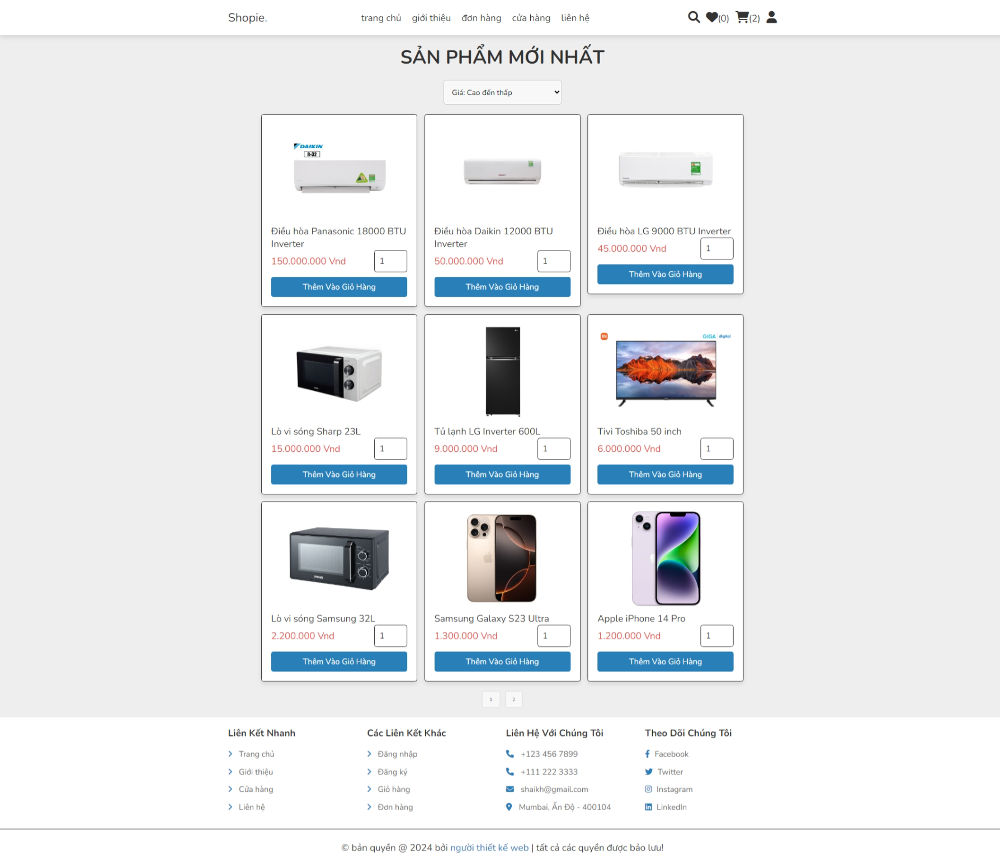 Shopie.
trang chủ giới thiệu đơn hàng cửa hàng liên hệ
(0) (2)
SẢN PHẨM MỚI NHẤT
Giá: Cao đến thấp
DAIKIN
R-32
Điều hòa Panasonic 18000 BTU
Inverter
150.000.000 Vnd 1
Thêm Vào Giỏ Hàng
Điều hòa Daikin 12000 BTU
Inverter
50.000.000 Vnd 1
Thêm Vào Giỏ Hàng
Điều hòa LG 9000 BTU Inverter
45.000.000 Vnd 1
Thêm Vào Giỏ Hàng
Lò vi sóng Sharp 23L
15.000.000 Vnd 1
Thêm Vào Giỏ Hàng
Tủ lạnh LG Inverter 600L
9.000.000 Vnd 1
Thêm Vào Giỏ Hàng
GIGA digital
Tivi Toshiba 50 inch
6.000.000 Vnd 1
Thêm Vào Giỏ Hàng
Lò vi sóng Samsung 32L
2.200.000 Vnd 1
Thêm Vào Giỏ Hàng
Samsung Galaxy S23 Ultra
1.300.000 Vnd 1
Thêm Vào Giỏ Hàng
Apple iPhone 14 Pro
1.200.000 Vnd 1
Thêm Vào Giỏ Hàng
1 2
Liên Kết Nhanh
Trang chủ
Giới thiệu
Cửa hàng
Liên hệ
Các Liên Kết Khác
Đăng nhập
Đăng ký
Giỏ hàng
Đơn hàng
Liên Hệ Với Chúng Tôi
+123 456 7899
+111 222 3333
shaikh@gmail.com
Mumbai, Ấn Độ - 400104
Theo Dõi Chúng Tôi
Facebook
Twitter
Instagram
LinkedIn
© bản quyền @ 2024 bởi người thiết kế web | tất cả các quyền được bảo lưu!